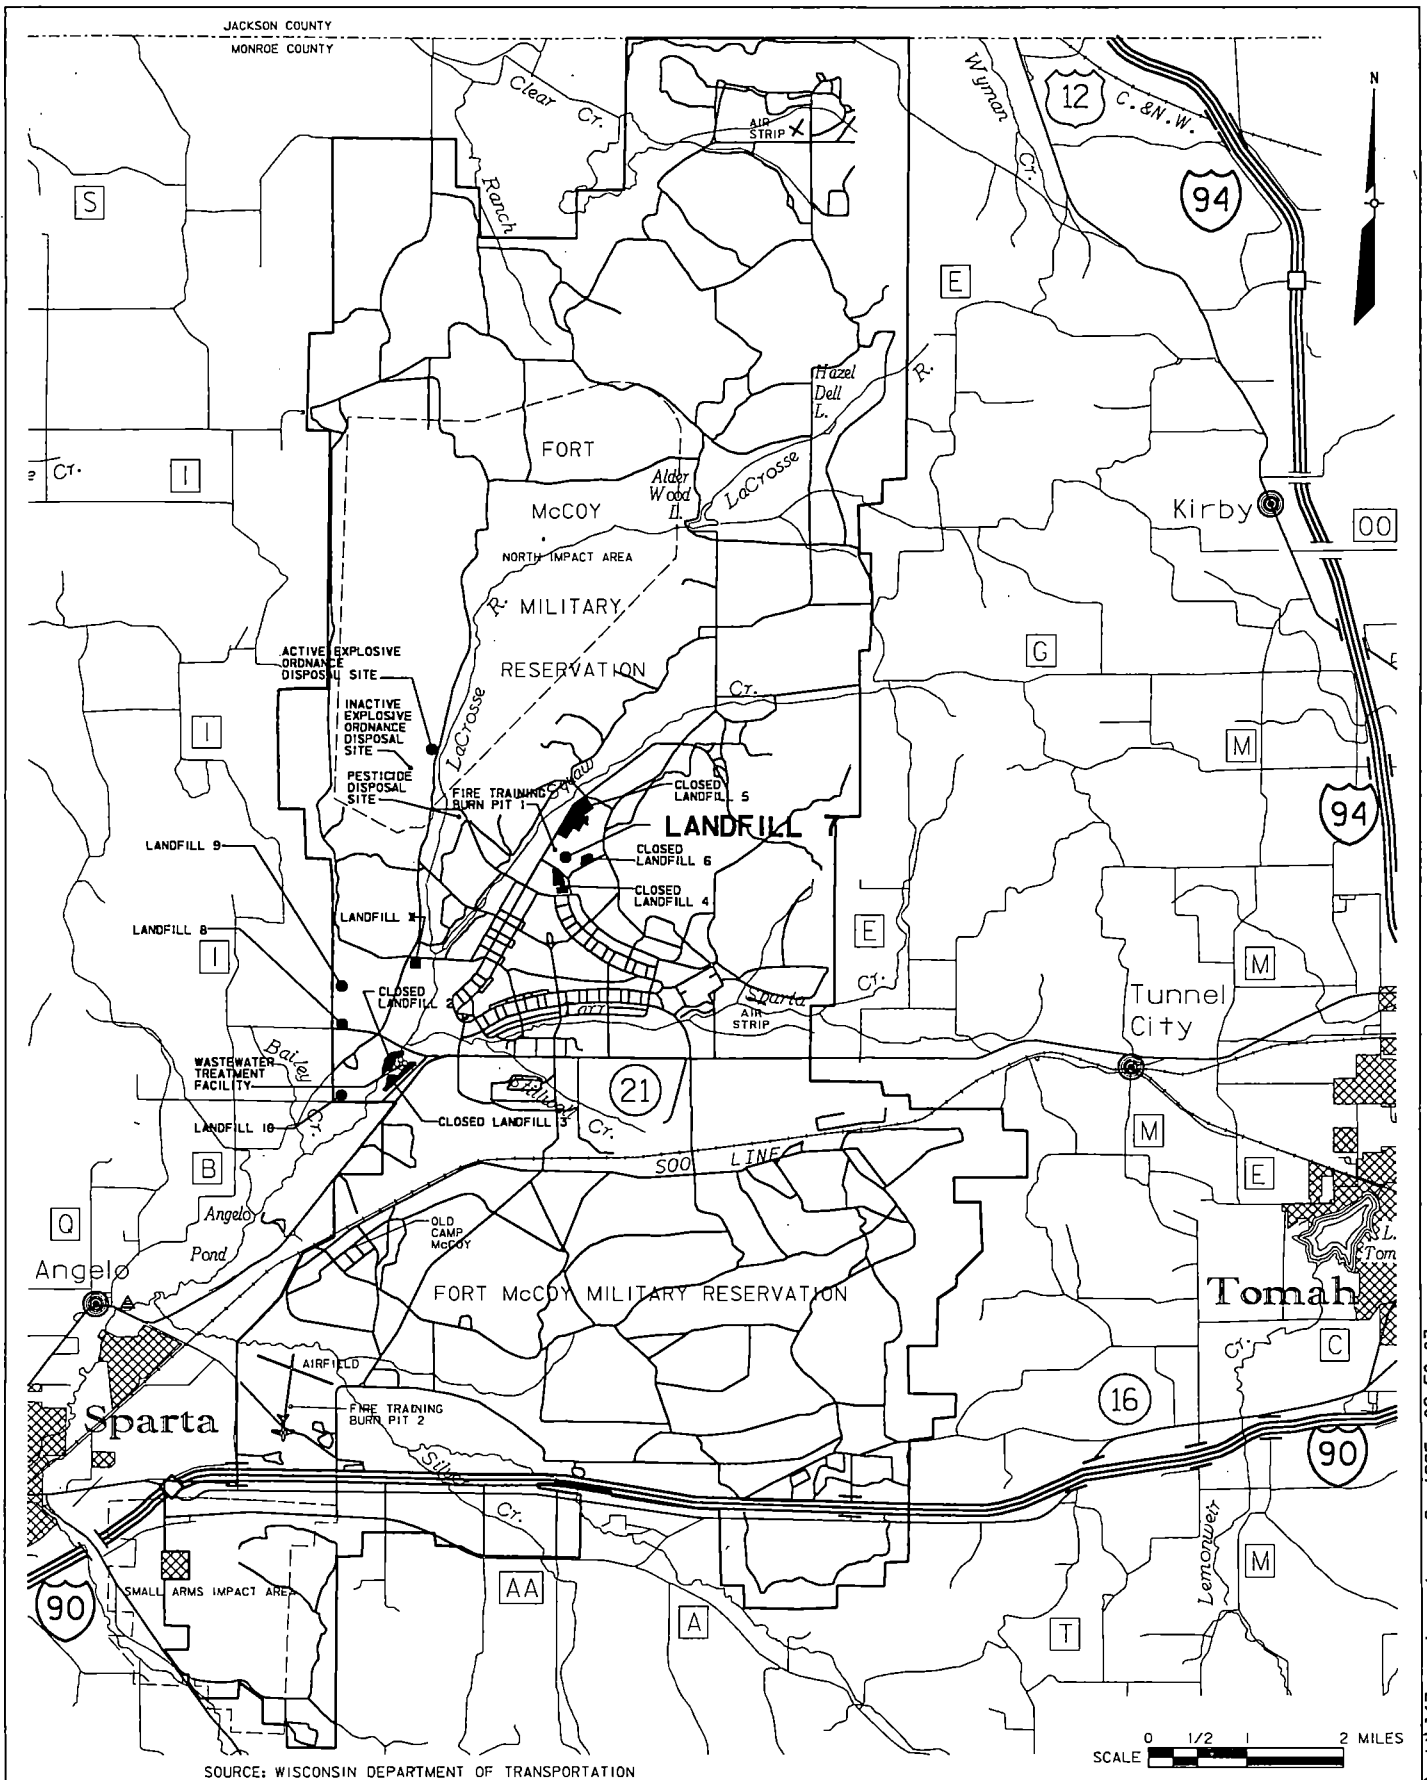 JACKSON COUNTY
MONROE COUNTY
N
Clear Cr.
Wyman Cr.
12
C.&N.W.
AIR
STRIP
94
S
Ranch
E
Hazel
Dell
L.
R.
FORT
I
Cr.
Alder
Wood
L.
LaCrosse
McCOY
Kirby
OO
NORTH IMPACT AREA
R.
MILITARY
ACTIVE EXPLOSIVE
ORDNANCE
DISPOSAL SITE
RESERVATION
G
Cr.
INACTIVE
EXPLOSIVE
ORDNANCE
DISPOSAL
SITE
LaCrosse
I
M
Squaw
PESTICIDE
DISPOSAL
SITE
FIRE TRAINING
BURN PIT 1
CLOSED
LANDFILL 5
94
LANDFILL 7
LANDFILL 9
CLOSED
LANDFILL 6
CLOSED
LANDFILL 4
LANDFILL 8
I
E
M
CLOSED
LANDFILL 2
Sparta
AIR
STRIP
Cr.
Tunnel
City
Bailey
Cr.
WASTEWATER
TREATMENT
FACILITY
21
Stillwell
Cr.
LANDFILL 10
CLOSED LANDFILL 3
M
SOO LINE
B
E
Q
Angelo
Pond
OLD
CAMP
McCOY
L.
Tom
Angelo
FORT McCOY MILITARY RESERVATION
Tomah
Cr.
C
AIRFIELD
16
FIRE TRAINING
BURN PIT 2
Sparta
90
Silver
Cr.
Lemonweir
M
AA
SMALL ARMS IMPACT AREA
90
A
T
SCALE
0 1/2 1 2 MILES
SOURCE: WISCONSIN DEPARTMENT OF TRANSPORTATION